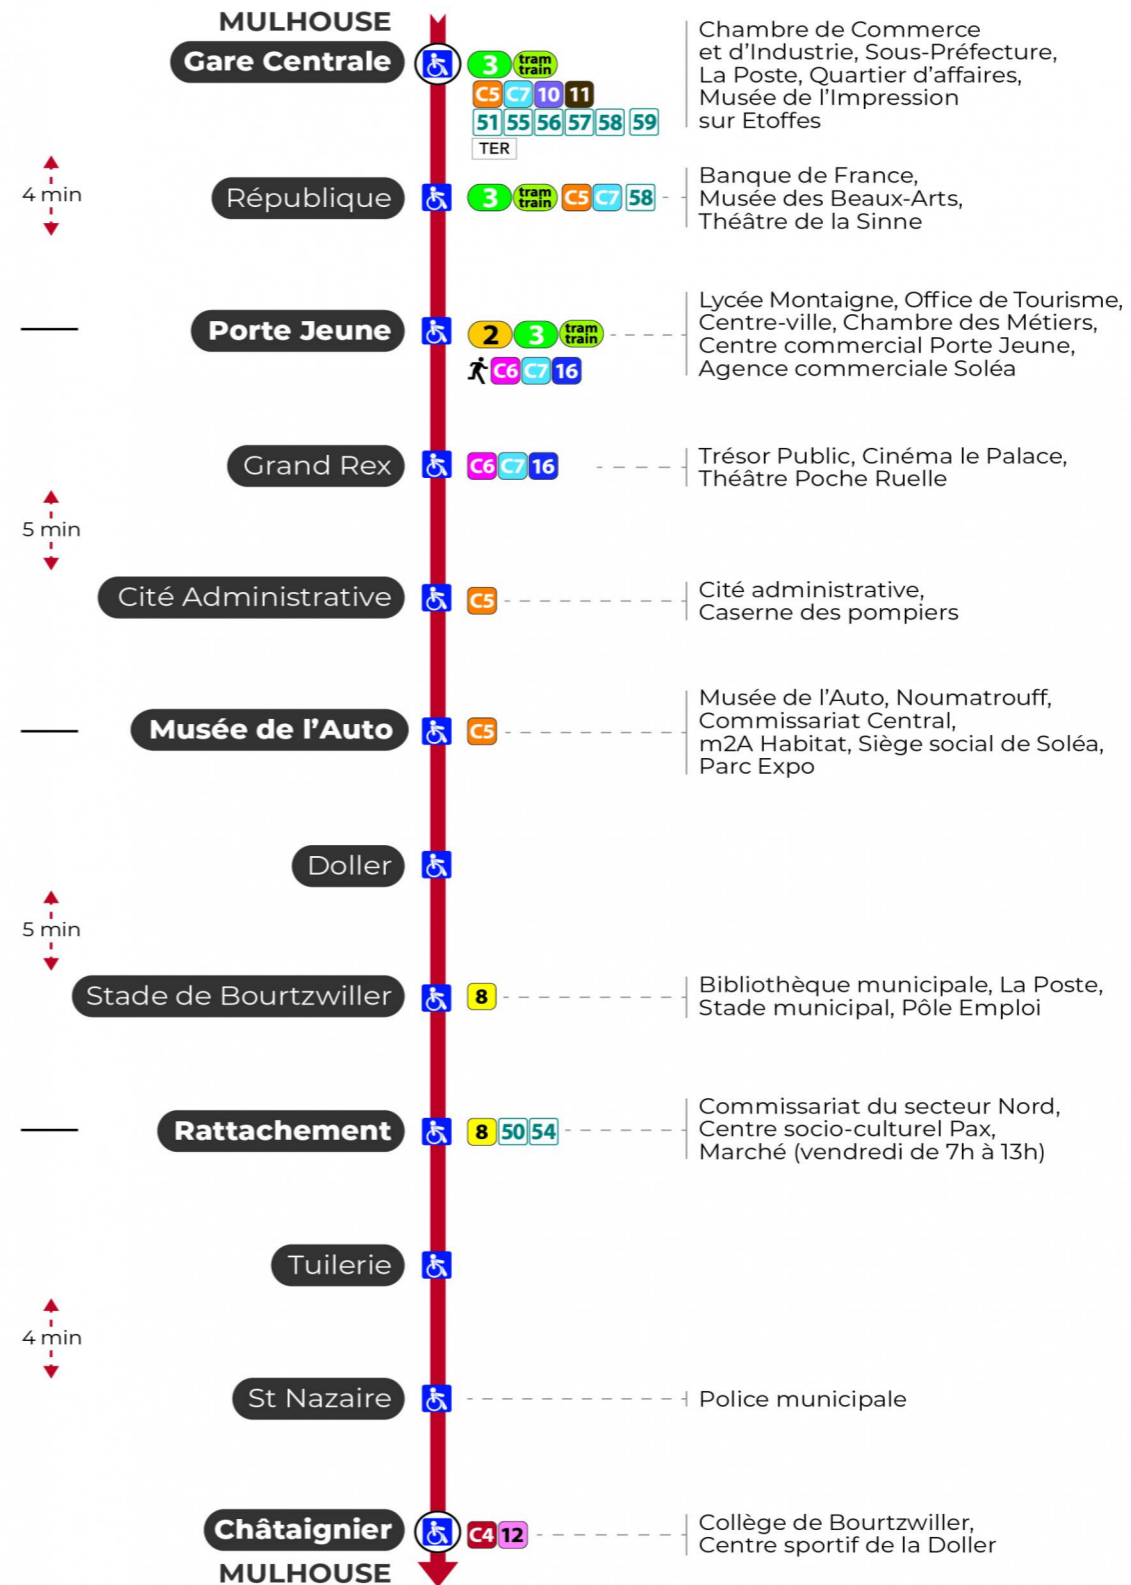 MULHOUSE
Gare Centrale
3 tram train
C5 C7 10 11
51 55 56 57 58 59
TER
Chambre de Commerce
et d’Industrie, Sous-Préfecture,
La Poste, Quartier d’affaires,
Musée de l’Impression
sur Etoffes
4 min
République
3 tram train C5 C7 58
Banque de France,
Musée des Beaux-Arts,
Théâtre de la Sinne
Porte Jeune
2 3 tram train
C6 C7 16
Lycée Montaigne, Office de Tourisme,
Centre-ville, Chambre des Métiers,
Centre commercial Porte Jeune,
Agence commerciale Soléa
Grand Rex
C6 C7 16
Trésor Public, Cinéma le Palace,
Théâtre Poche Ruelle
5 min
Cité Administrative
C5
Cité administrative,
Caserne des pompiers
Musée de l’Auto
C5
Musée de l’Auto, Noumatrouff,
Commissariat Central,
m2A Habitat, Siège social de Soléa,
Parc Expo
Doller
5 min
Stade de Bourtzwiller
8
Bibliothèque municipale, La Poste,
Stade municipal, Pôle Emploi
Rattachement
8 50 54
Commissariat du secteur Nord,
Centre socio-culturel Pax,
Marché (vendredi de 7h à 13h)
Tuilerie
4 min
St Nazaire
Police municipale
Châtaignier
C4 12
Collège de Bourtzwiller,
Centre sportif de la Doller
MULHOUSE